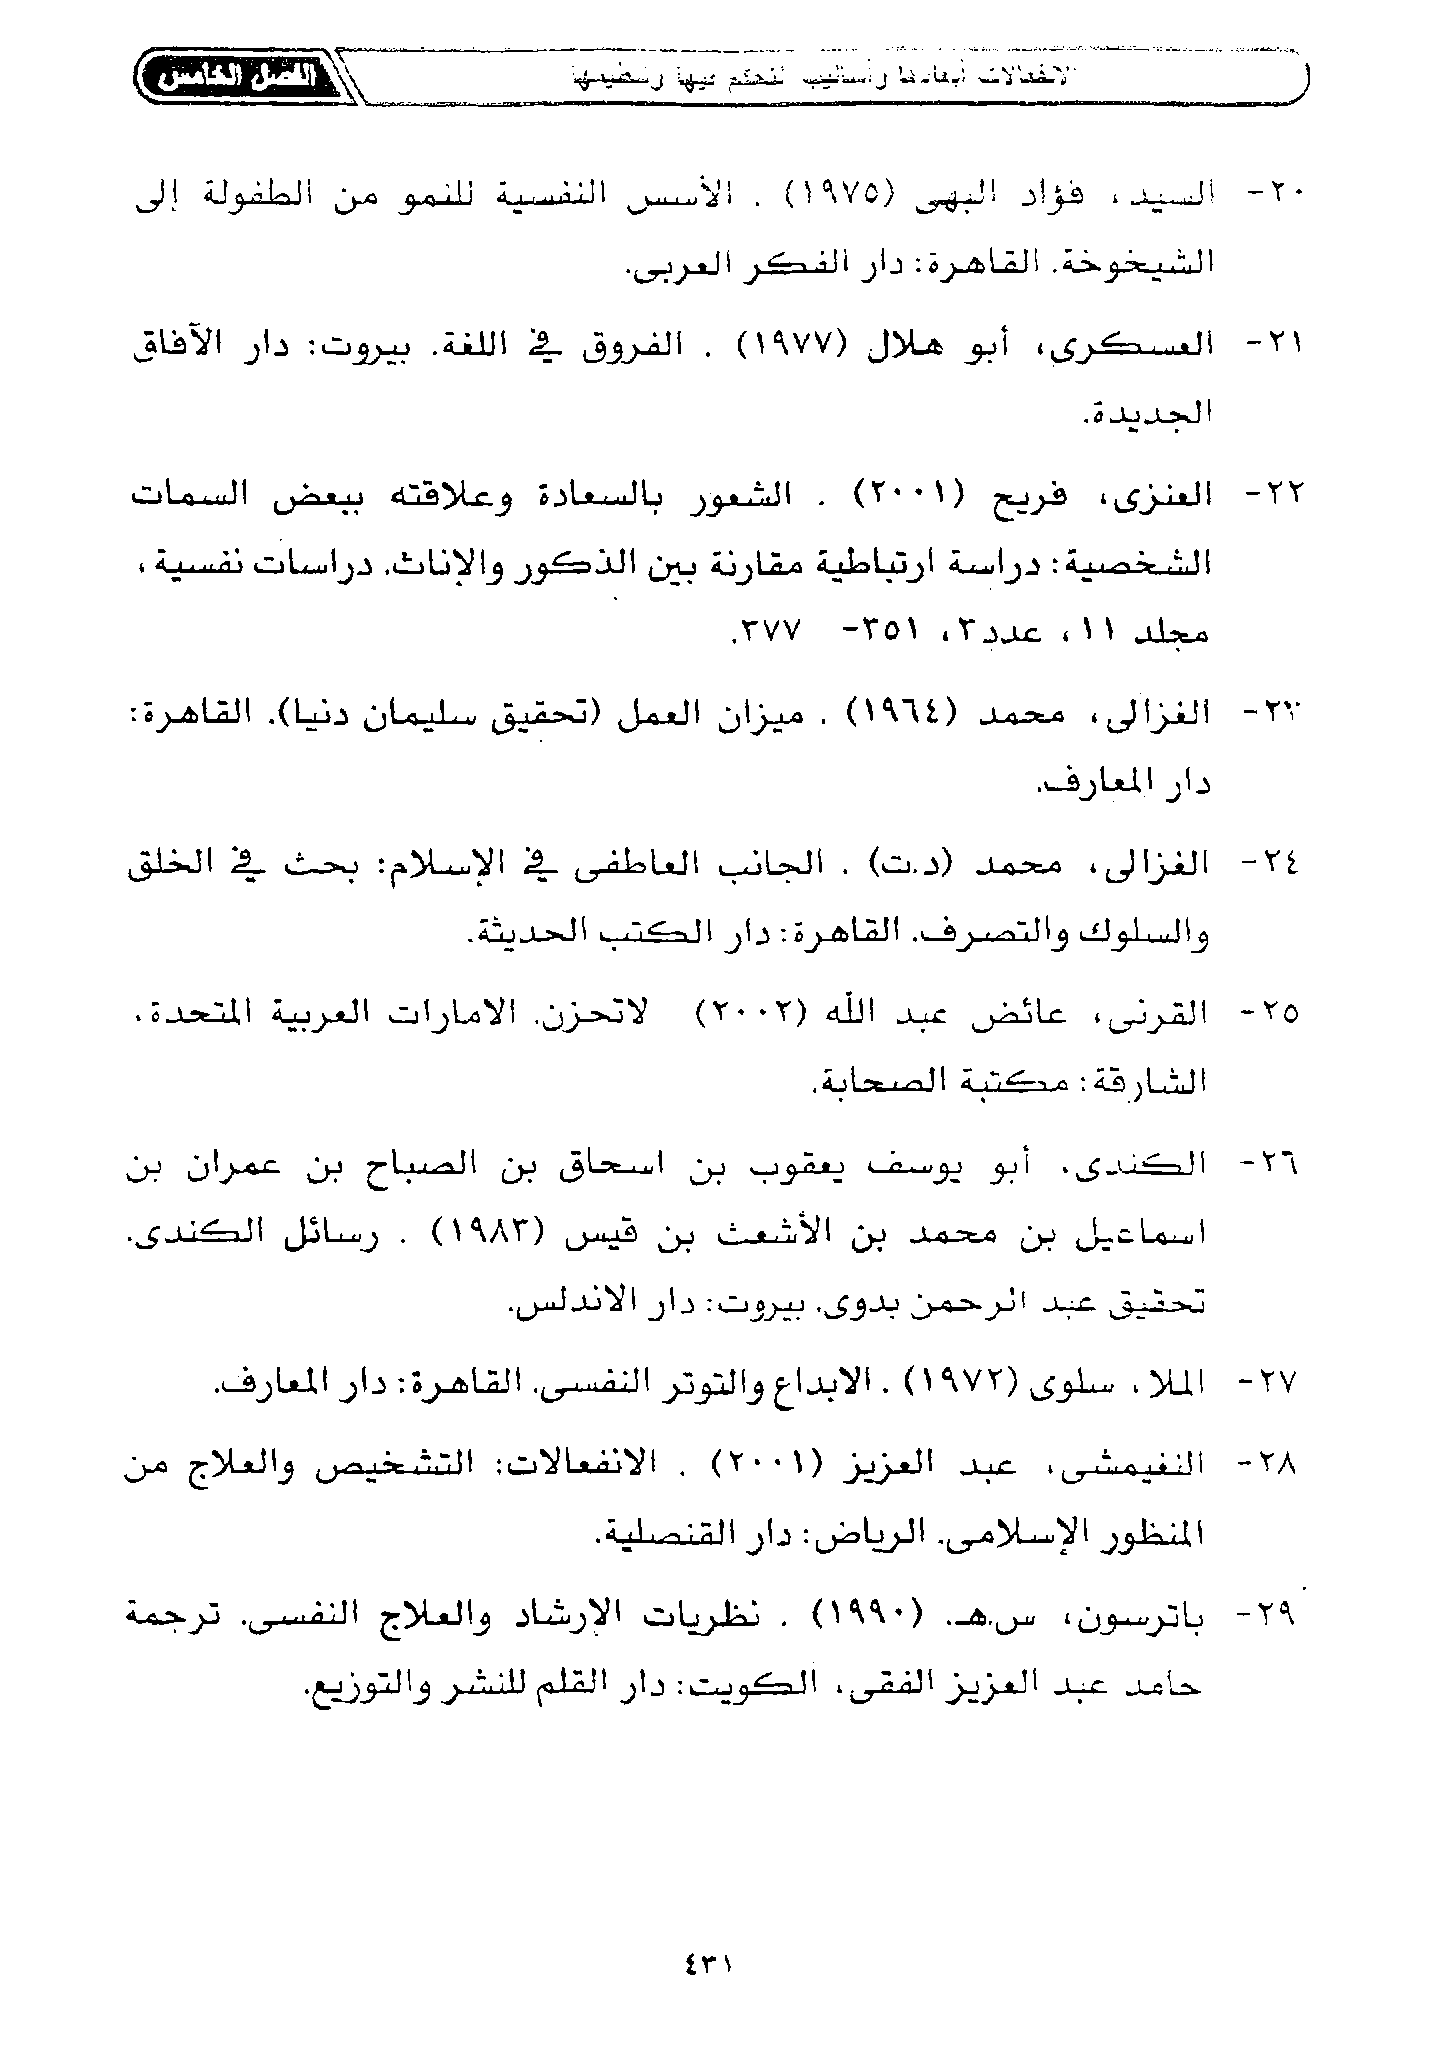 الفصل الخامس
الانفعالات أبعادها وأساليب التحكم فيها وتنظيمها
٢٠- السيد، فؤاد البهى (١٩٧٥) . الأسس النفسية للنمو من الطفولة إلى
الشيخوخة. القاهرة: دار الفكر العربى.
٢١- العسكرى، أبو هلال (١٩٧٧) . الفروق في اللغة. بيروت: دار الآفاق
الجديدة.
٢٢- العنزى، فريح (٢٠٠١) . الشعور بالسعادة وعلاقته ببعض السمات
الشخصية: دراسة ارتباطية مقارنة بين الذكور والإناث. دراسات نفسية،
مجلد ١١، عدد٣، ٣٥١- ٣٧٧.
٢٣- الغزالى، محمد (١٩٦٤) . ميزان العمل (تحقيق سليمان دنيا). القاهرة:
دار المعارف.
٢٤- الغزالى، محمد (د.ت) . الجانب العاطفى في الإسلام: بحث في الخلق
والسلوك والتصرف. القاهرة: دار الكتب الحديثة.
٢٥- القرنى، عائض عبد الله (٢٠٠٢) لاتحزن. الامارات العربية المتحدة،
الشارقة: مكتبة الصحابة.
٢٦- الكندى، أبو يوسف يعقوب بن اسحاق بن الصباح بن عمران بن
اسماعيل بن محمد بن الأشعث بن قيس (١٩٨٣) . رسائل الكندى.
تحقيق عبد الرحمن بدوى. بيروت: دار الاندلس.
٢٧- الملا، سلوى (١٩٧٢) . الابداع والتوتر النفسى. القاهرة: دار المعارف.
٢٨- النغيمشى، عبد العزيز (٢٠٠١) . الانفعالات: التشخيص والعلاج من
المنظور الإسلامى. الرياض: دار القنصلية.
٢٩- باترسون، س.هـ. (١٩٩٠) . نظريات الإرشاد والعلاج النفسى. ترجمة
حامد عبد العزيز الفقى، الكويت: دار القلم للنشر والتوزيع.
٤٣١